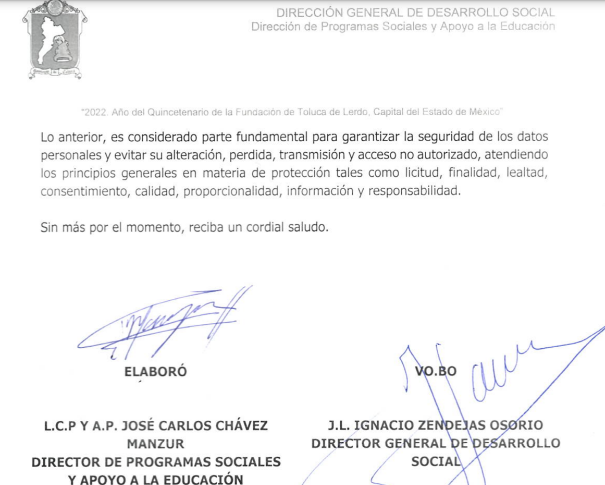 DIRECCIÓN GENERAL DE DESARROLLO SOCIAL
Dirección de Programas Sociales y Apoyo a la Educación
"2022. Año del Quincetenario de la Fundación de Toluca de Lerdo, Capital del Estado de México"
Lo anterior, es considerado parte fundamental para garantizar la seguridad de los datos
personales y evitar su alteración, perdida, transmisión y acceso no autorizado, atendiendo
los principios generales en materia de protección tales como licitud, finalidad, lealtad,
consentimiento, calidad, proporcionalidad, información y responsabilidad.
Sin más por el momento, reciba un cordial saludo.
ELABORÓ
L.C.P Y A.P. JOSÉ CARLOS CHÁVEZ
MANZUR
DIRECTOR DE PROGRAMAS SOCIALES
Y APOYO A LA EDUCACIÓN
VO.BO
J.L. IGNACIO ZENDEJAS OSORIO
DIRECTOR GENERAL DE DESARROLLO
SOCIAL